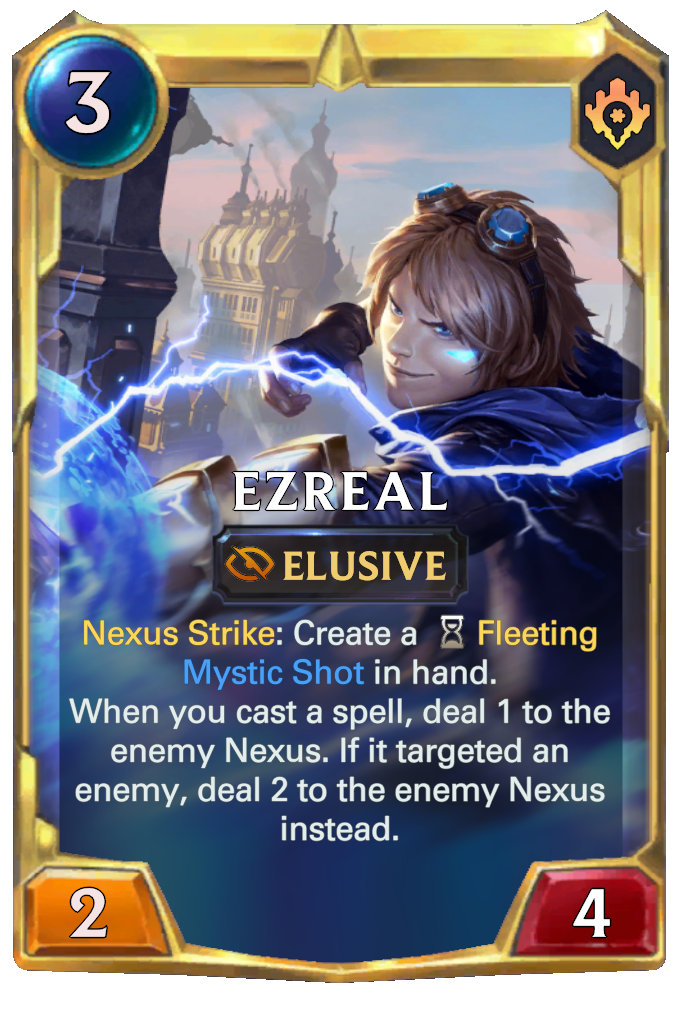 3
EZREAL
ELUSIVE
Nexus Strike: Create a Fleeting
Mystic Shot in hand.
When you cast a spell, deal 1 to the
enemy Nexus. If it targeted an
enemy, deal 2 to the enemy Nexus
instead.
2
4